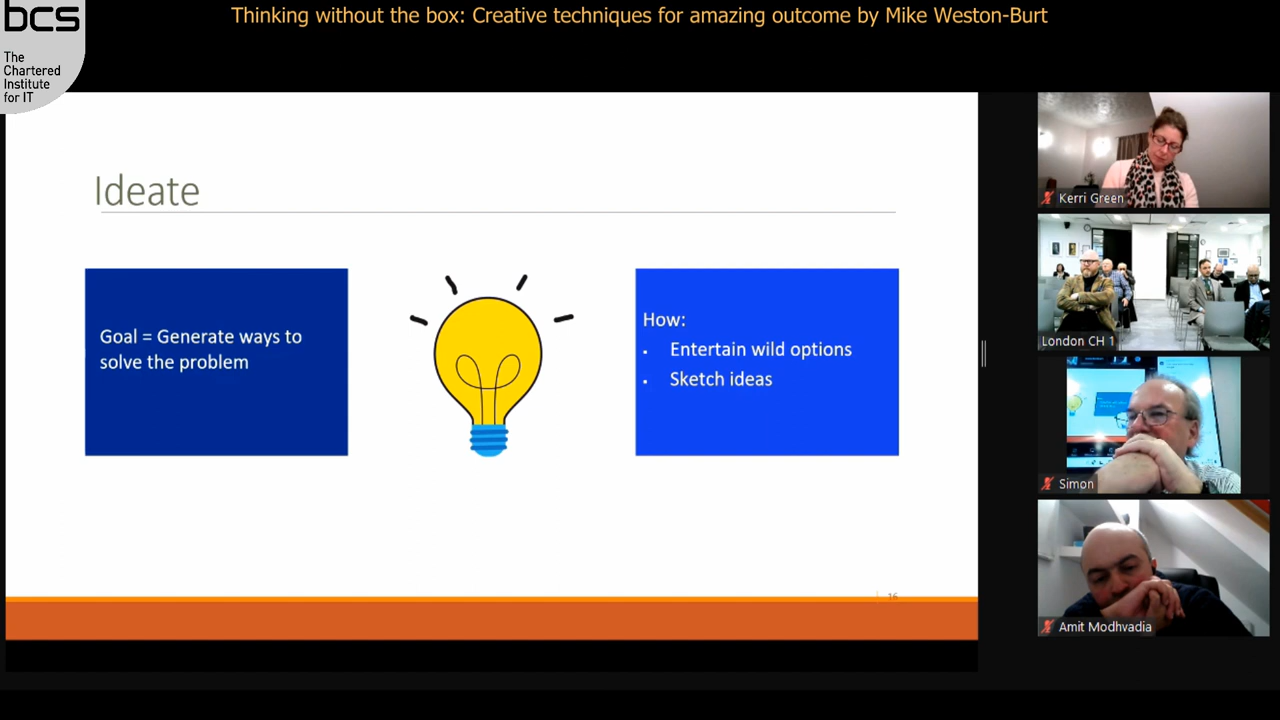 Thinking without the box: Creative techniques for amazing outcome by Mike Weston-Burt
bcs
The
Chartered
Institute
for IT
Ideate
Goal = Generate ways to
solve the problem
How:
▪ Entertain wild options
▪ Sketch ideas
16
Kerri Green
London CH 1
Simon
Amit Modhvadia